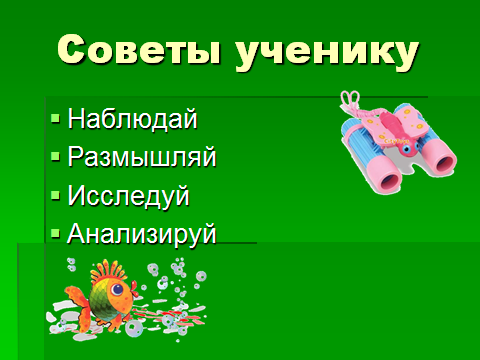 Советы ученику
Наблюдай
Размышляй
Исследуй
Анализируй